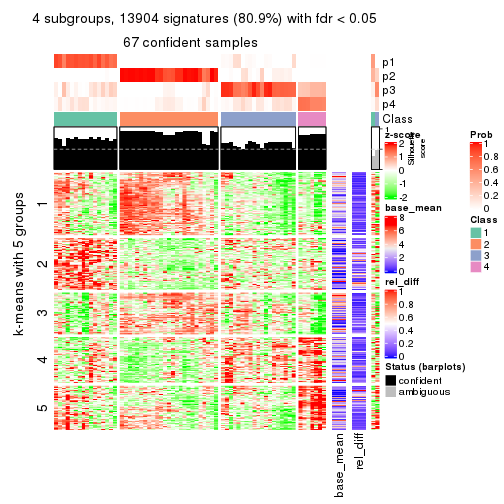 4 subgroups, 13904 signatures (80.9%) with fdr < 0.05
67 confident samples
p1
p2
p3
p4
Class
1
Silhouette score
k-means with 5 groups
1
2
3
4
5
base_mean
rel_diff
z-score
2
1
0
-1
-2
base_mean
8
6
4
2
0
rel_diff
1
0.8
0.6
0.4
0.2
0
Status (barplots)
confident
ambiguous
Prob
1
0.8
0.6
0.4
0.2
0
Class
1
2
3
4